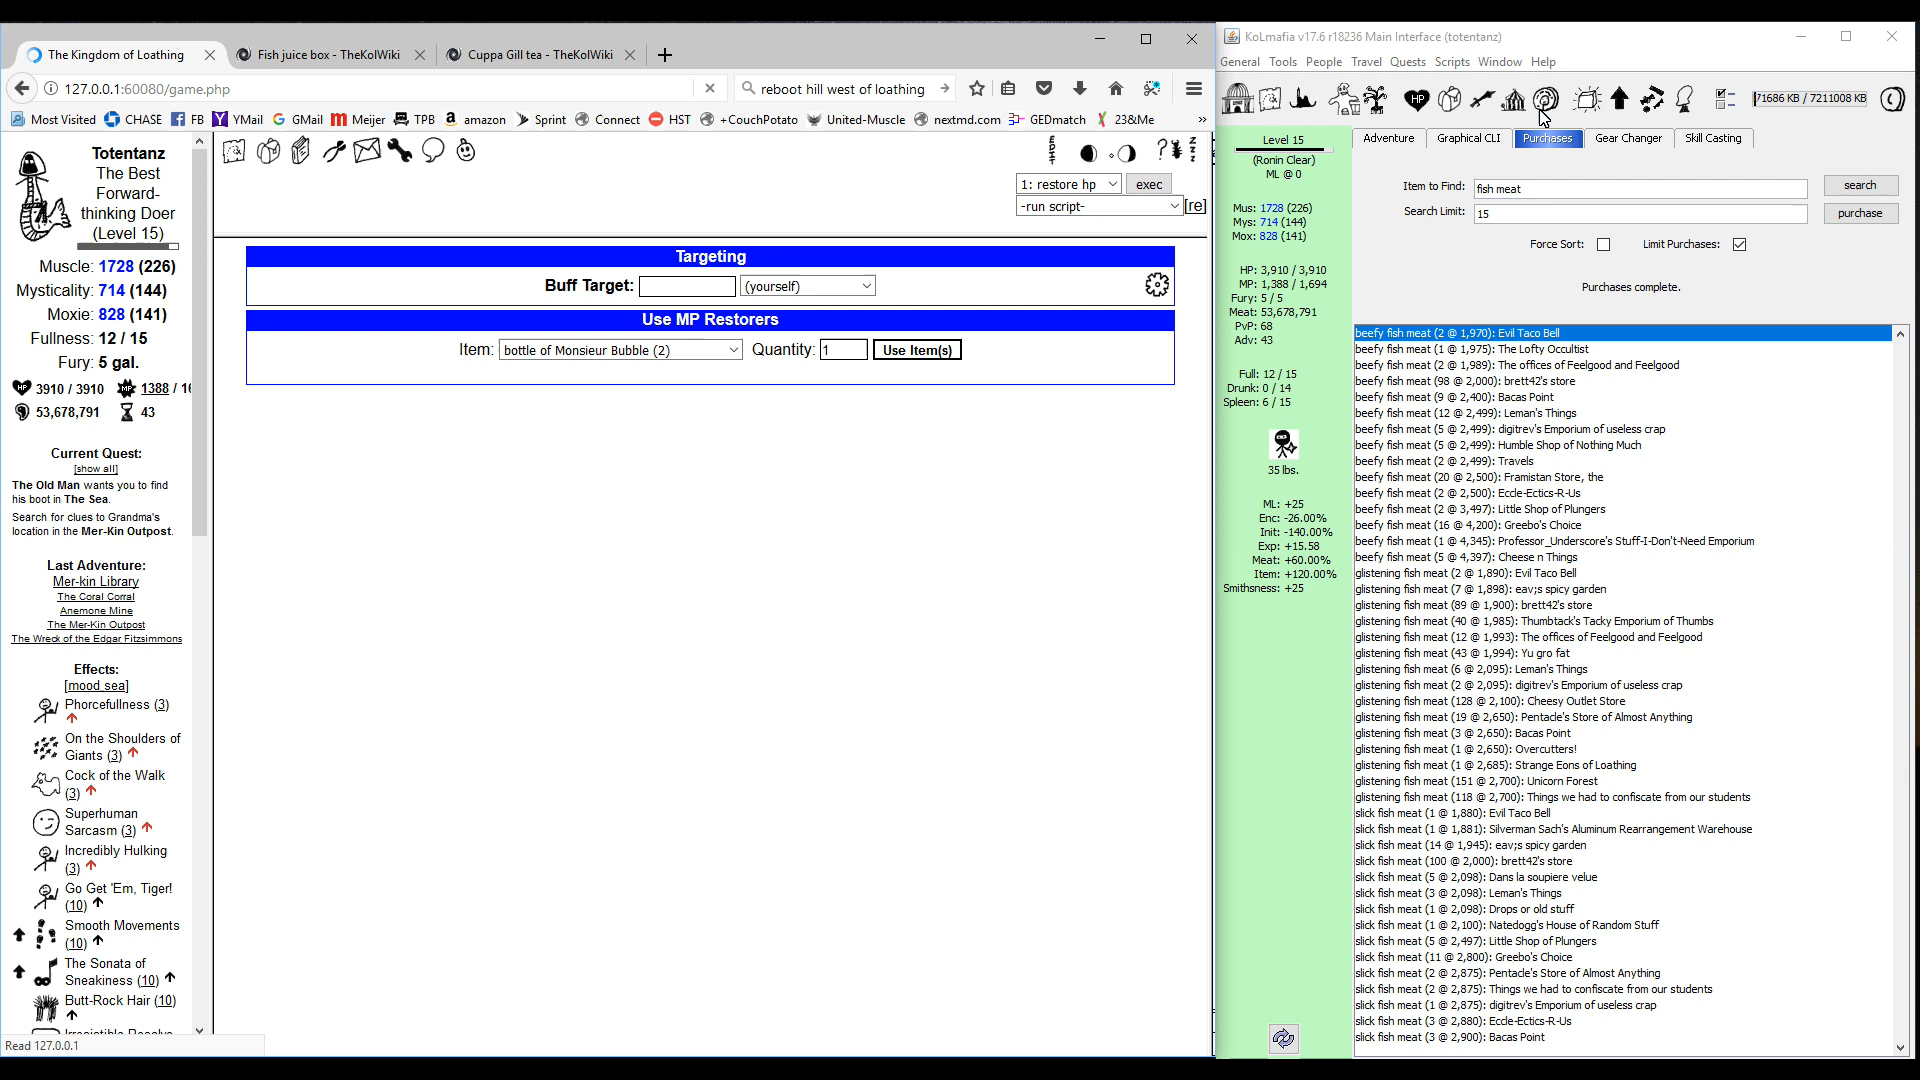 The Kingdom of Loathing
Fish juice box - TheKolWiki
Cuppa Gill tea - TheKolWiki
127.0.0.1:60080/game.php
reboot hill west of loathing
Most Visited
CHASE
FB
YMail
GMail
Meijer
TPB
amazon
Sprint
Connect
HST
+CouchPotato
United-Muscle
nextmd.com
GEDmatch
23&Me
»
Totentanz
The Best
Forward-
thinking Doer
(Level 15)
Muscle: 1728 (226)
Mysticality: 714 (144)
Moxie: 828 (141)
Fullness: 12 / 15
Fury: 5 gal.
HP 3910 / 3910 MP 1388 / 16
53,678,791 43
Current Quest:
[show all]
The Old Man wants you to find
his boot in The Sea.
Search for clues to Grandma's
location in the Mer-Kin Outpost.
Last Adventure:
Mer-kin Library
The Coral Corral
Anemone Mine
The Mer-Kin Outpost
The Wreck of the Edgar Fitzsimmons
Effects:
[mood sea]
Phorcefullness (3)
On the Shoulders of
Giants (3)
Cock of the Walk
(3)
Superhuman
Sarcasm (3)
Incredibly Hulking
(3)
Go Get 'Em, Tiger!
(10)
Smooth Movements
(10)
The Sonata of
Sneakiness (10)
Butt-Rock Hair (10)
Read 127.0.0.1
EDIT
1: restore hp
exec
-run script-
[re]
Targeting
Buff Target:
(yourself)
Use MP Restorers
Item: bottle of Monsieur Bubble (2) Quantity: 1 Use Item(s)
KoLmafia v17.6 r18236 Main Interface (totentanz)
General Tools People Travel Quests Scripts Window Help
HP
71686 KB / 7211008 KB
Level 15
(Ronin Clear)
ML @ 0
Mus: 1728 (226)
Mys: 714 (144)
Mox: 828 (141)
HP: 3,910 / 3,910
MP: 1,388 / 1,694
Fury: 5 / 5
Meat: 53,678,791
PvP: 68
Adv: 43
Full: 12 / 15
Drunk: 0 / 14
Spleen: 6 / 15
35 lbs.
ML: +25
Enc: -26.00%
Init: -140.00%
Exp: +15.58
Meat: +60.00%
Item: +120.00%
Smithsness: +25
Adventure
Graphical CLI
Purchases
Gear Changer
Skill Casting
Item to Find: fish meat
search
Search Limit: 15
purchase
Force Sort:
Limit Purchases:
Purchases complete.
beefy fish meat (2 @ 1,970): Evil Taco Bell
beefy fish meat (1 @ 1,975): The Lofty Occultist
beefy fish meat (2 @ 1,989): The offices of Feelgood and Feelgood
beefy fish meat (98 @ 2,000): brett42's store
beefy fish meat (9 @ 2,400): Bacas Point
beefy fish meat (12 @ 2,499): Leman's Things
beefy fish meat (5 @ 2,499): digitrev's Emporium of useless crap
beefy fish meat (5 @ 2,499): Humble Shop of Nothing Much
beefy fish meat (2 @ 2,499): Travels
beefy fish meat (20 @ 2,500): Framistan Store, the
beefy fish meat (2 @ 2,500): Eccle-Ectics-R-Us
beefy fish meat (2 @ 3,497): Little Shop of Plungers
beefy fish meat (16 @ 4,200): Greebo's Choice
beefy fish meat (1 @ 4,345): Professor_Underscore's Stuff-I-Don't-Need Emporium
beefy fish meat (5 @ 4,397): Cheese n Things
glistening fish meat (2 @ 1,890): Evil Taco Bell
glistening fish meat (7 @ 1,898): eav;s spicy garden
glistening fish meat (89 @ 1,900): brett42's store
glistening fish meat (40 @ 1,985): Thumbtack's Tacky Emporium of Thumbs
glistening fish meat (12 @ 1,993): The offices of Feelgood and Feelgood
glistening fish meat (43 @ 1,994): Yu gro fat
glistening fish meat (6 @ 2,095): Leman's Things
glistening fish meat (2 @ 2,095): digitrev's Emporium of useless crap
glistening fish meat (128 @ 2,100): Cheesy Outlet Store
glistening fish meat (19 @ 2,650): Pentacle's Store of Almost Anything
glistening fish meat (3 @ 2,650): Bacas Point
glistening fish meat (1 @ 2,650): Overcutters!
glistening fish meat (1 @ 2,685): Strange Eons of Loathing
glistening fish meat (151 @ 2,700): Unicorn Forest
glistening fish meat (118 @ 2,700): Things we had to confiscate from our students
slick fish meat (1 @ 1,880): Evil Taco Bell
slick fish meat (1 @ 1,881): Silverman Sach's Aluminum Rearrangement Warehouse
slick fish meat (14 @ 1,945): eav;s spicy garden
slick fish meat (100 @ 2,000): brett42's store
slick fish meat (5 @ 2,098): Dans la soupiere velue
slick fish meat (3 @ 2,098): Leman's Things
slick fish meat (1 @ 2,098): Drops or old stuff
slick fish meat (1 @ 2,100): Natedogg's House of Random Stuff
slick fish meat (5 @ 2,497): Little Shop of Plungers
slick fish meat (11 @ 2,800): Greebo's Choice
slick fish meat (2 @ 2,875): Pentacle's Store of Almost Anything
slick fish meat (2 @ 2,875): Things we had to confiscate from our students
slick fish meat (1 @ 2,875): digitrev's Emporium of useless crap
slick fish meat (3 @ 2,880): Eccle-Ectics-R-Us
slick fish meat (3 @ 2,900): Bacas Point